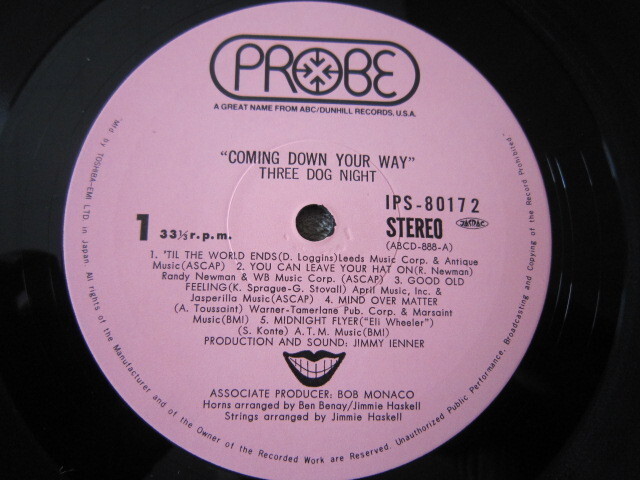 PROBE
A GREAT NAME FROM ABC/DUNHILL RECORDS, U.S.A.
"COMING DOWN YOUR WAY"
THREE DOG NIGHT
IPS-80172
1 33⅓ r.p.m.
STEREO
(ABCD-888-A)
JASRAC
1. 'TIL THE WORLD ENDS(D. Loggins)Leeds Music Corp. & Antique
Music(ASCAP) 2. YOU CAN LEAVE YOUR HAT ON(R. Newman)
Randy Newman & WB Music Corp. (ASCAP) 3. GOOD OLD
FEELING(K. Sprague-G. Stovall) April Music, Inc. &
Jasperilla Music(ASCAP) 4. MIND OVER MATTER
(A. Toussaint) Warner-Tamerlane Pub. Corp. & Marsaint
Music(BMI) 5. MIDNIGHT FLYER("Eli Wheeler")
(S. Konte) A.T.M. Music(BMI)
PRODUCTION AND SOUND: JIMMY IENNER
ASSOCIATE PRODUCER: BOB MONACO
Horns arranged by Ben Benay/Jimmie Haskell
Strings arranged by Jimmie Haskell
"Mfd by TOSHIBA-EMI LTD. in Japan All rights of the Manufacturer and of the Owner of the Recorded Work are Reserved. Unauthorized Public Performance, Broadcasting and Copying of the Record Prohibited."